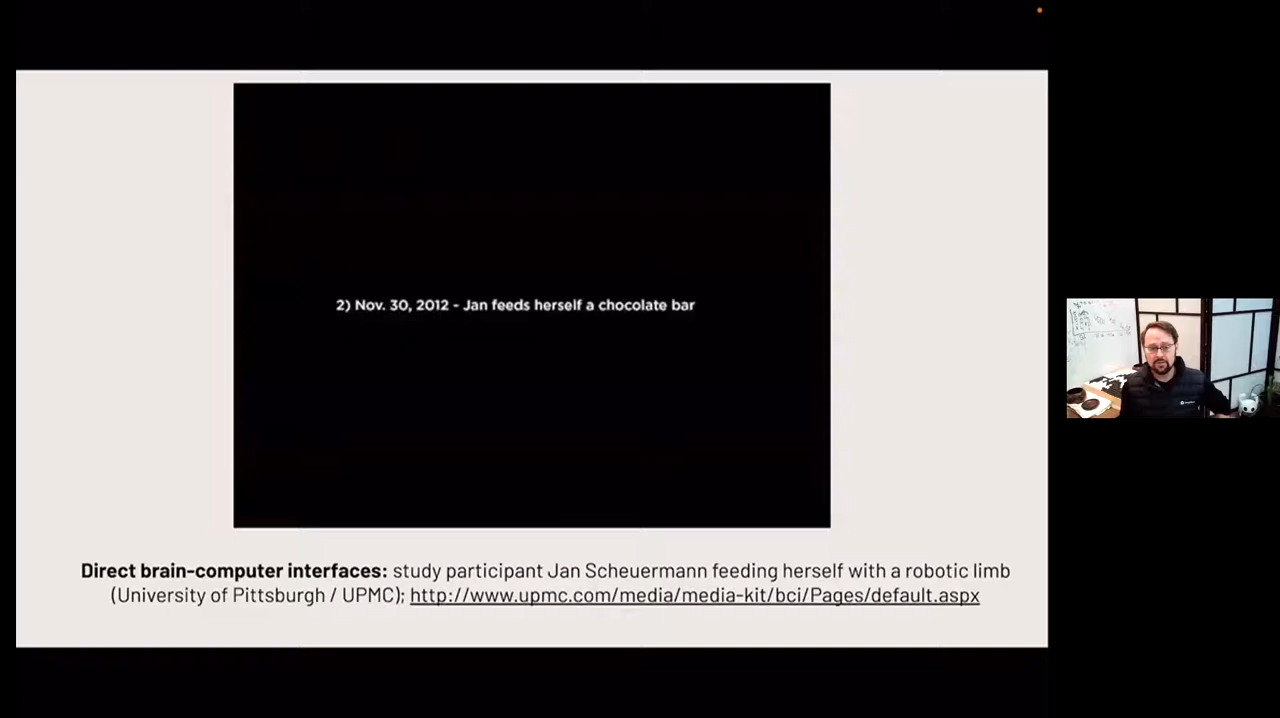 2) Nov. 30, 2012 - Jan feeds herself a chocolate bar
Direct brain-computer interfaces: study participant Jan Scheuermann feeding herself with a robotic limb
(University of Pittsburgh / UPMC); http://www.upmc.com/media/media-kit/bci/Pages/default.aspx